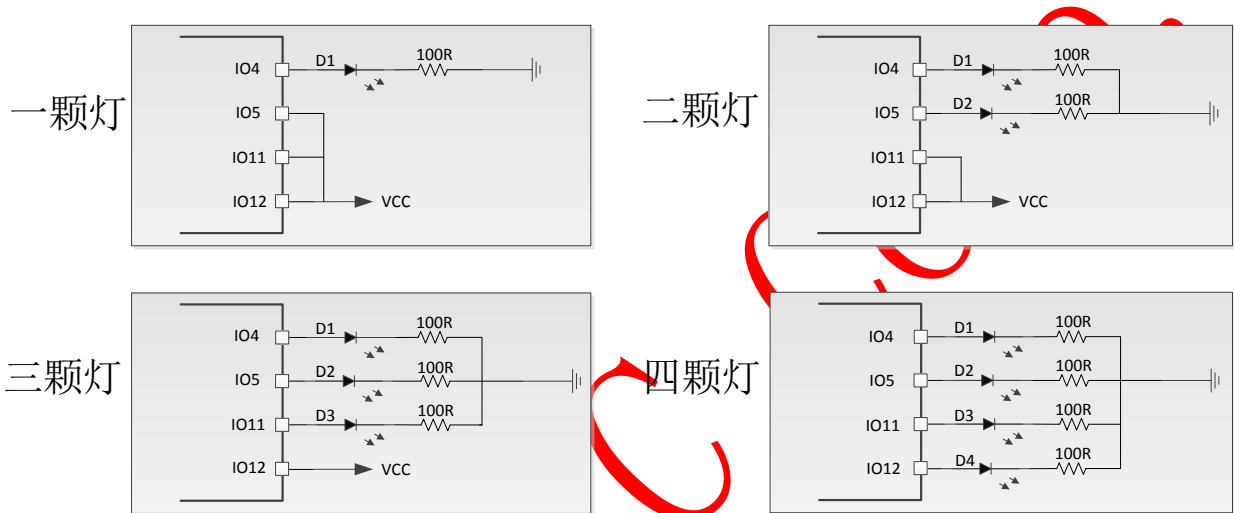 一颗灯
IO4 D1 100R
IO5
IO11
IO12 VCC
二颗灯
IO4 D1 100R
IO5 D2 100R
IO11
IO12 VCC
三颗灯
IO4 D1 100R
IO5 D2 100R
IO11 D3 100R
IO12 VCC
四颗灯
IO4 D1 100R
IO5 D2 100R
IO11 D3 100R
IO12 D4 100R